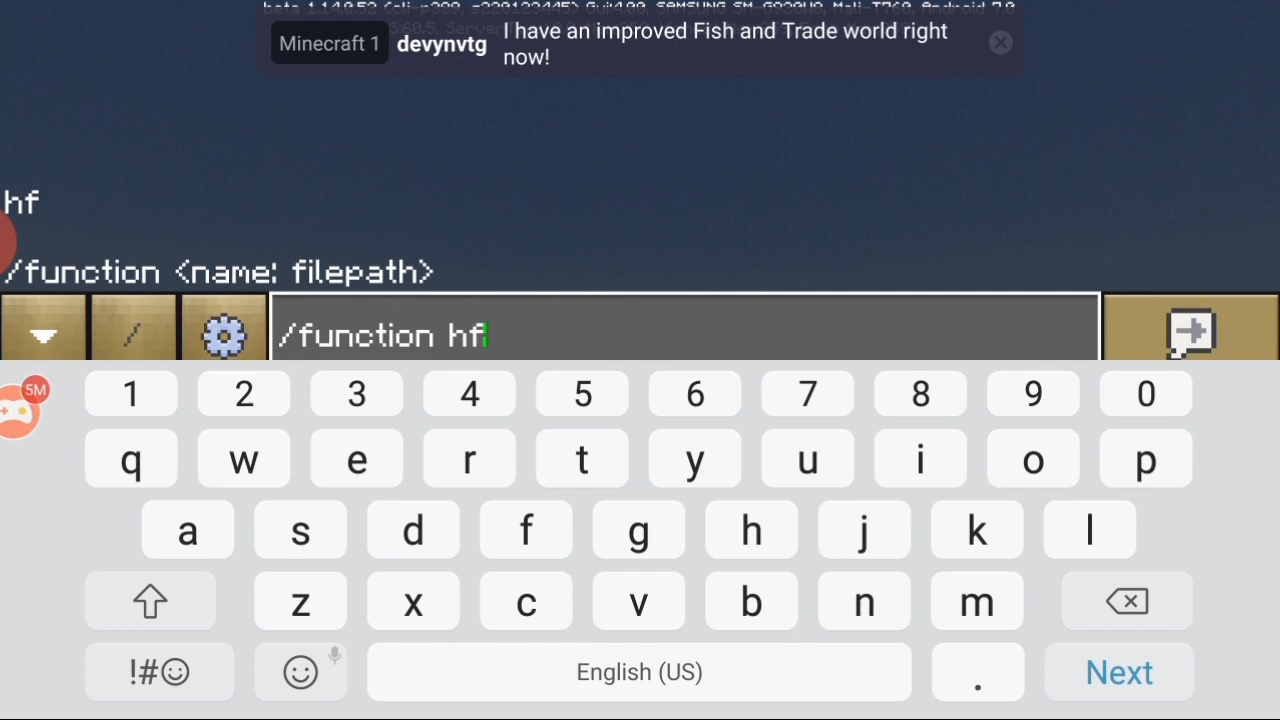 Minecraft 1 devynvtg I have an improved Fish and Trade world right
now!
hf
/function <name: filepath>
/
/function hf
5M
1 2 3 4 5 6 7 8 9 0
q w e r t y u i o p
a s d f g h j k l
z x c v b n m
!#☺ English (US) . Next